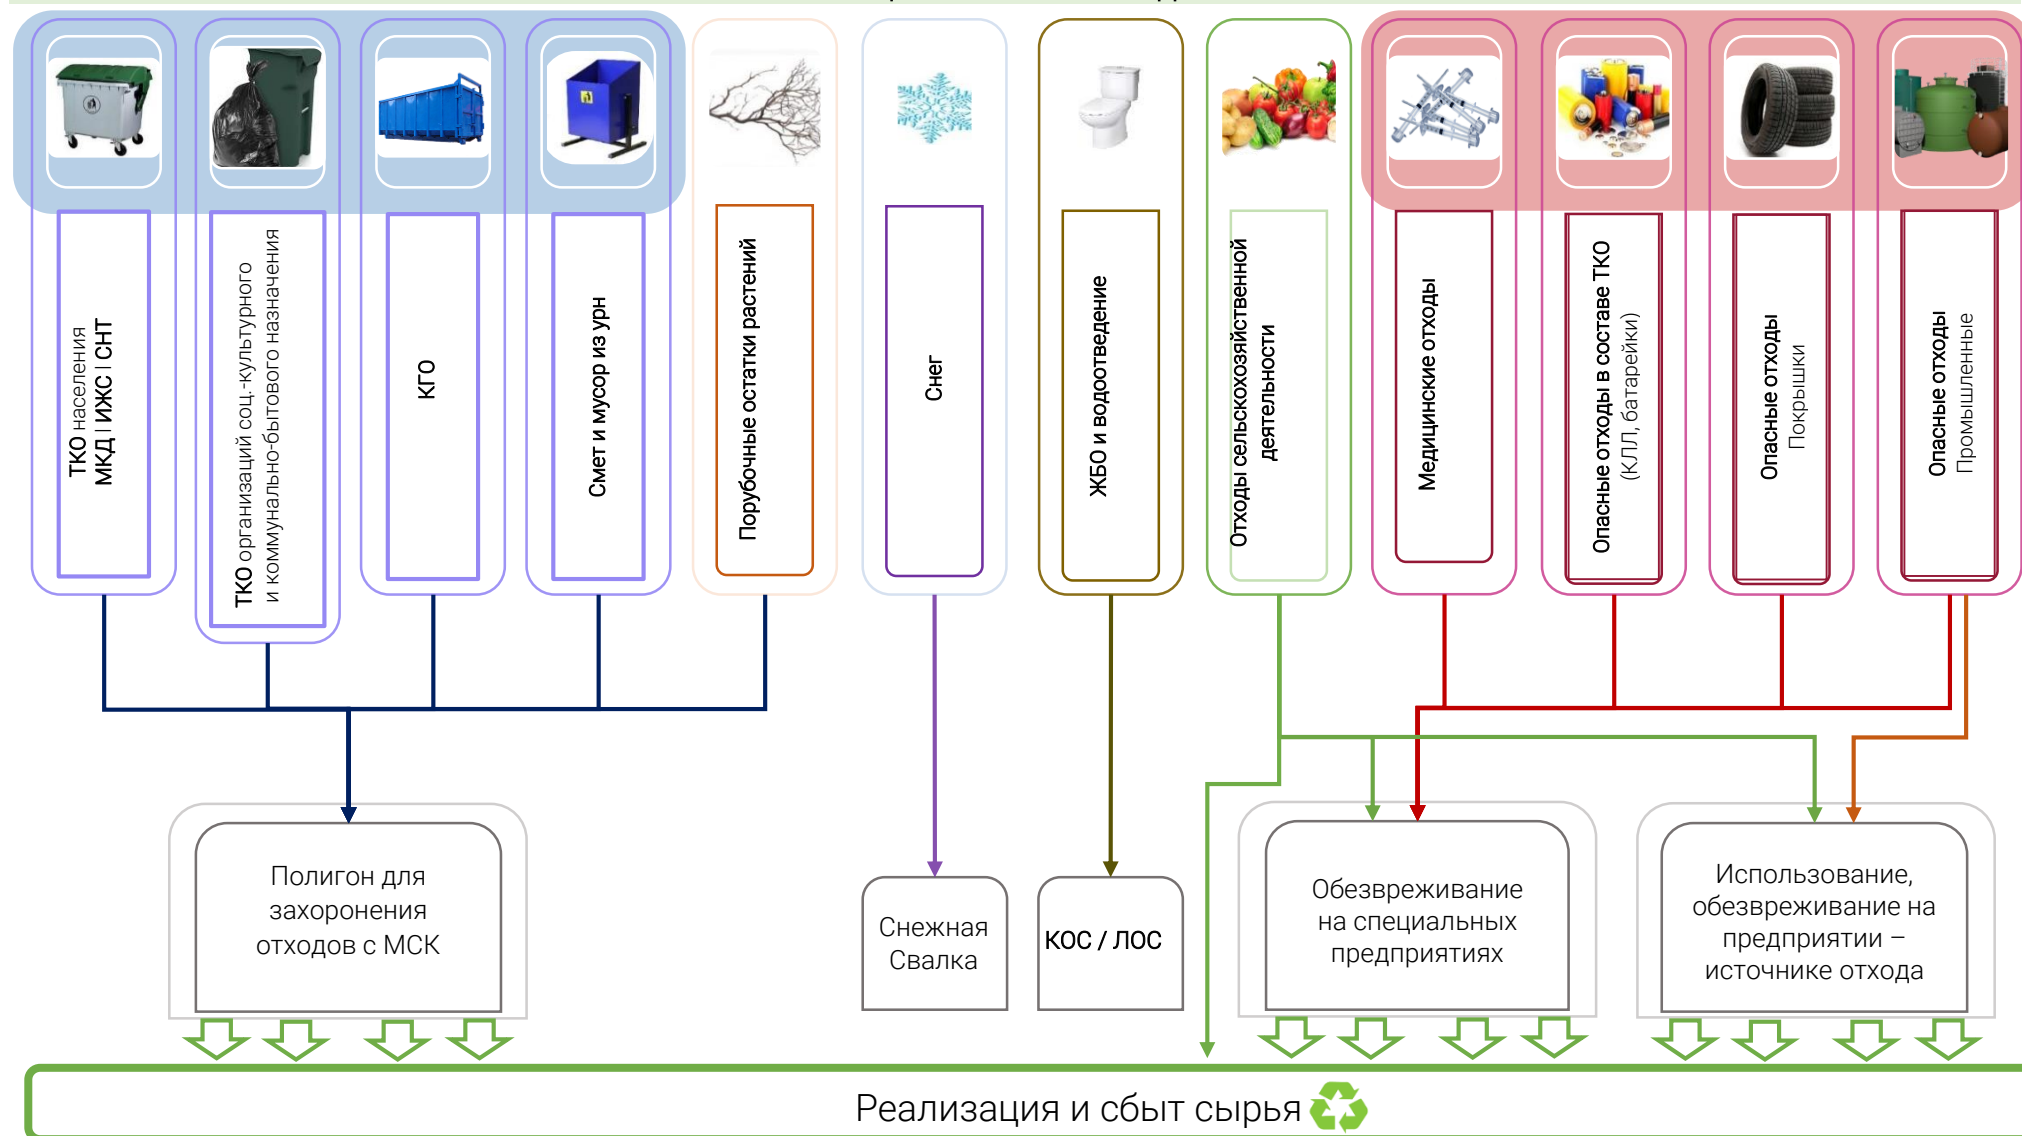 ТКО населения
МКД | ИЖС | СНТ
ТКО организаций соц.-культурного
и коммунально-бытового назначения
КГО
Смет и мусор из урн
Порубочные остатки растений
Снег
ЖБО и водоотведение
Отходы сельскохозяйственной
деятельности
Медицинские отходы
Опасные отходы в составе ТКО
(КЛЛ, батарейки)
Опасные отходы
Покрышки
Опасные отходы
Промышленные
Полигон для
захоронения
отходов с МСК
Снежная
Свалка
КОС / ЛОС
Обезвреживание
на специальных
предприятиях
Использование,
обезвреживание на
предприятии –
источнике отхода
Реализация и сбыт сырья